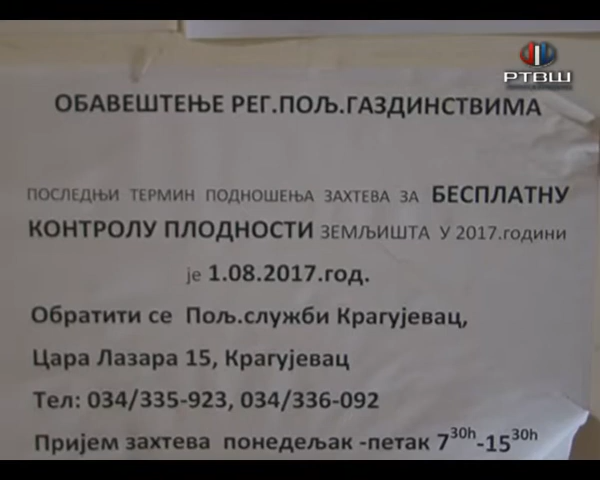 РТВШ
ОБАВЕШТЕЊЕ РЕГ.ПОЉ.ГАЗДИНСТВИМА
ПОСЛЕДЊИ ТЕРМИН ПОДНОШЕЊА ЗАХТЕВА ЗА БЕСПЛАТНУ
КОНТРОЛУ ПЛОДНОСТИ ЗЕМЉИШТА У 2017.години
је 1.08.2017.год.
Обратити се Пољ.служби Крагујевац,
Цара Лазара 15, Крагујевац
Тел: 034/335-923, 034/336-092
Пријем захтева понедељак -петак 7³⁰ʰ-15³⁰ʰ